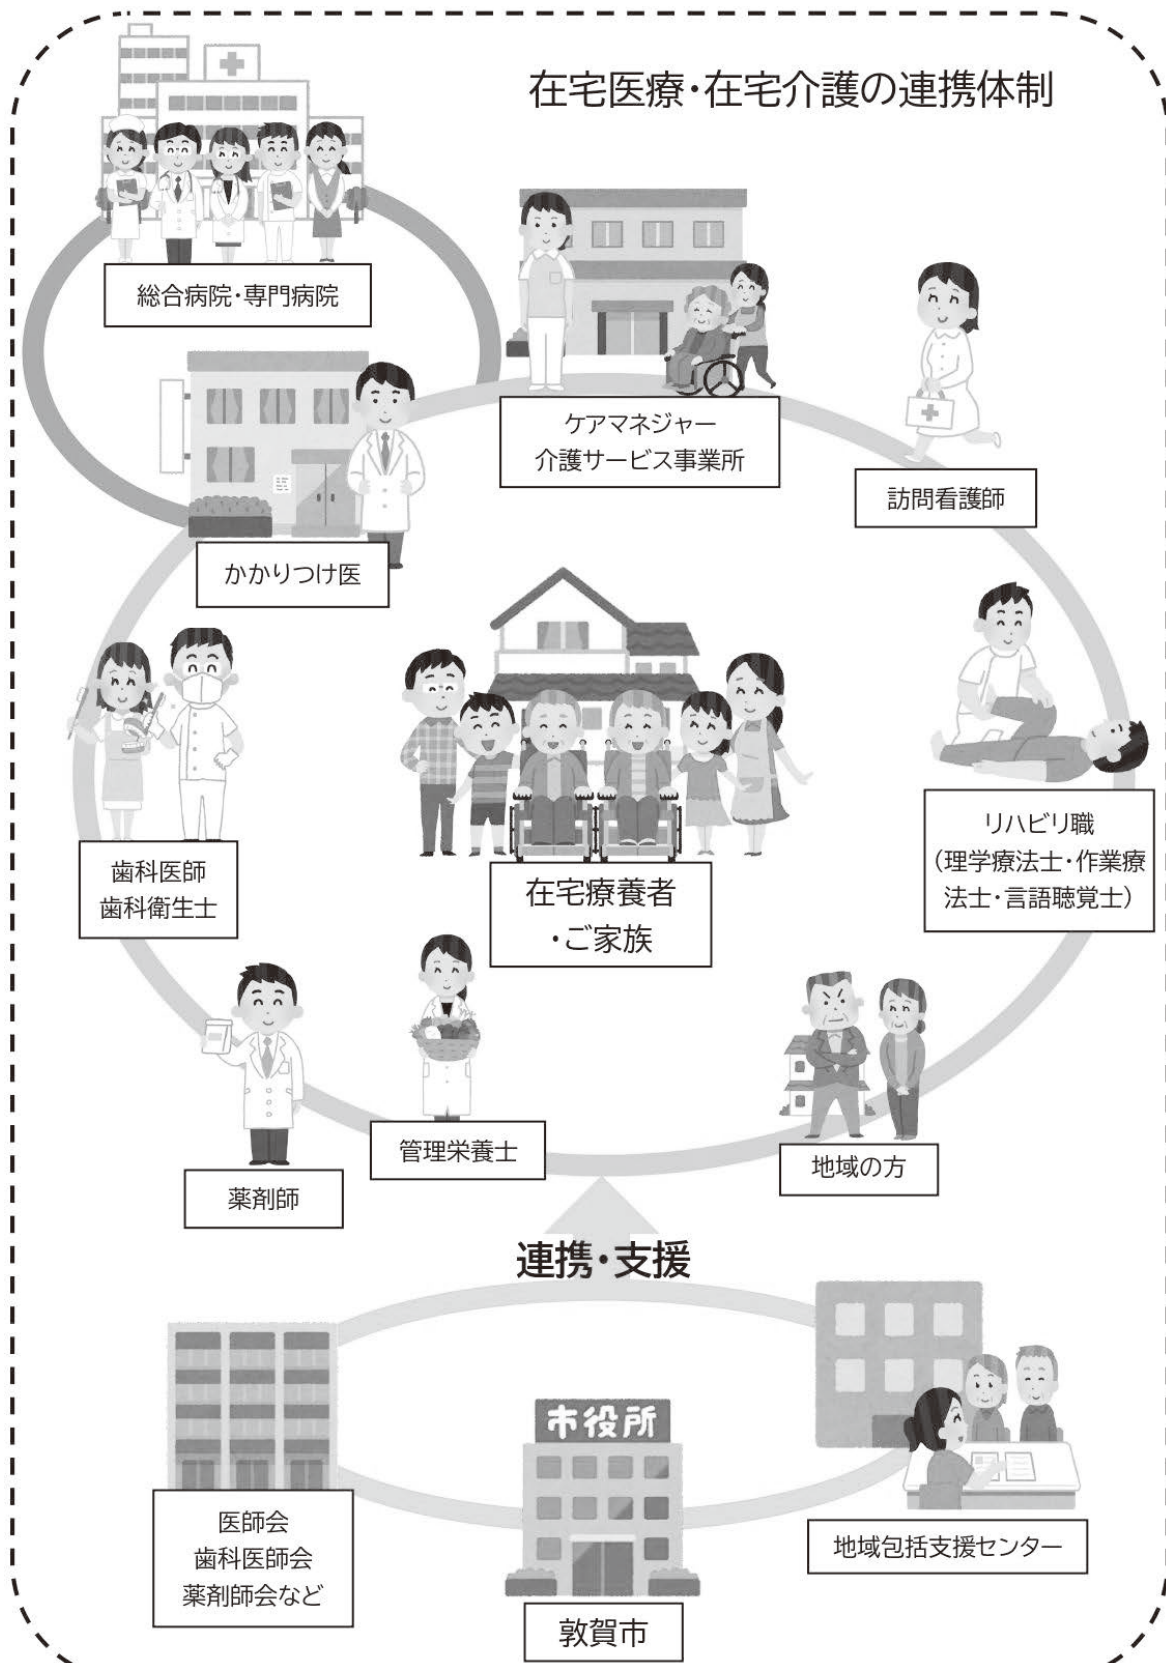 在宅医療・在宅介護の連携体制
総合病院・専門病院
ケアマネジャー
介護サービス事業所
訪問看護師
かかりつけ医
リハビリ職
（理学療法士・作業療
法士・言語聴覚士）
歯科医師
歯科衛生士
在宅療養者
・ご家族
管理栄養士
地域の方
薬剤師
連携・支援
市役所
医師会
歯科医師会
薬剤師会など
地域包括支援センター
敦賀市